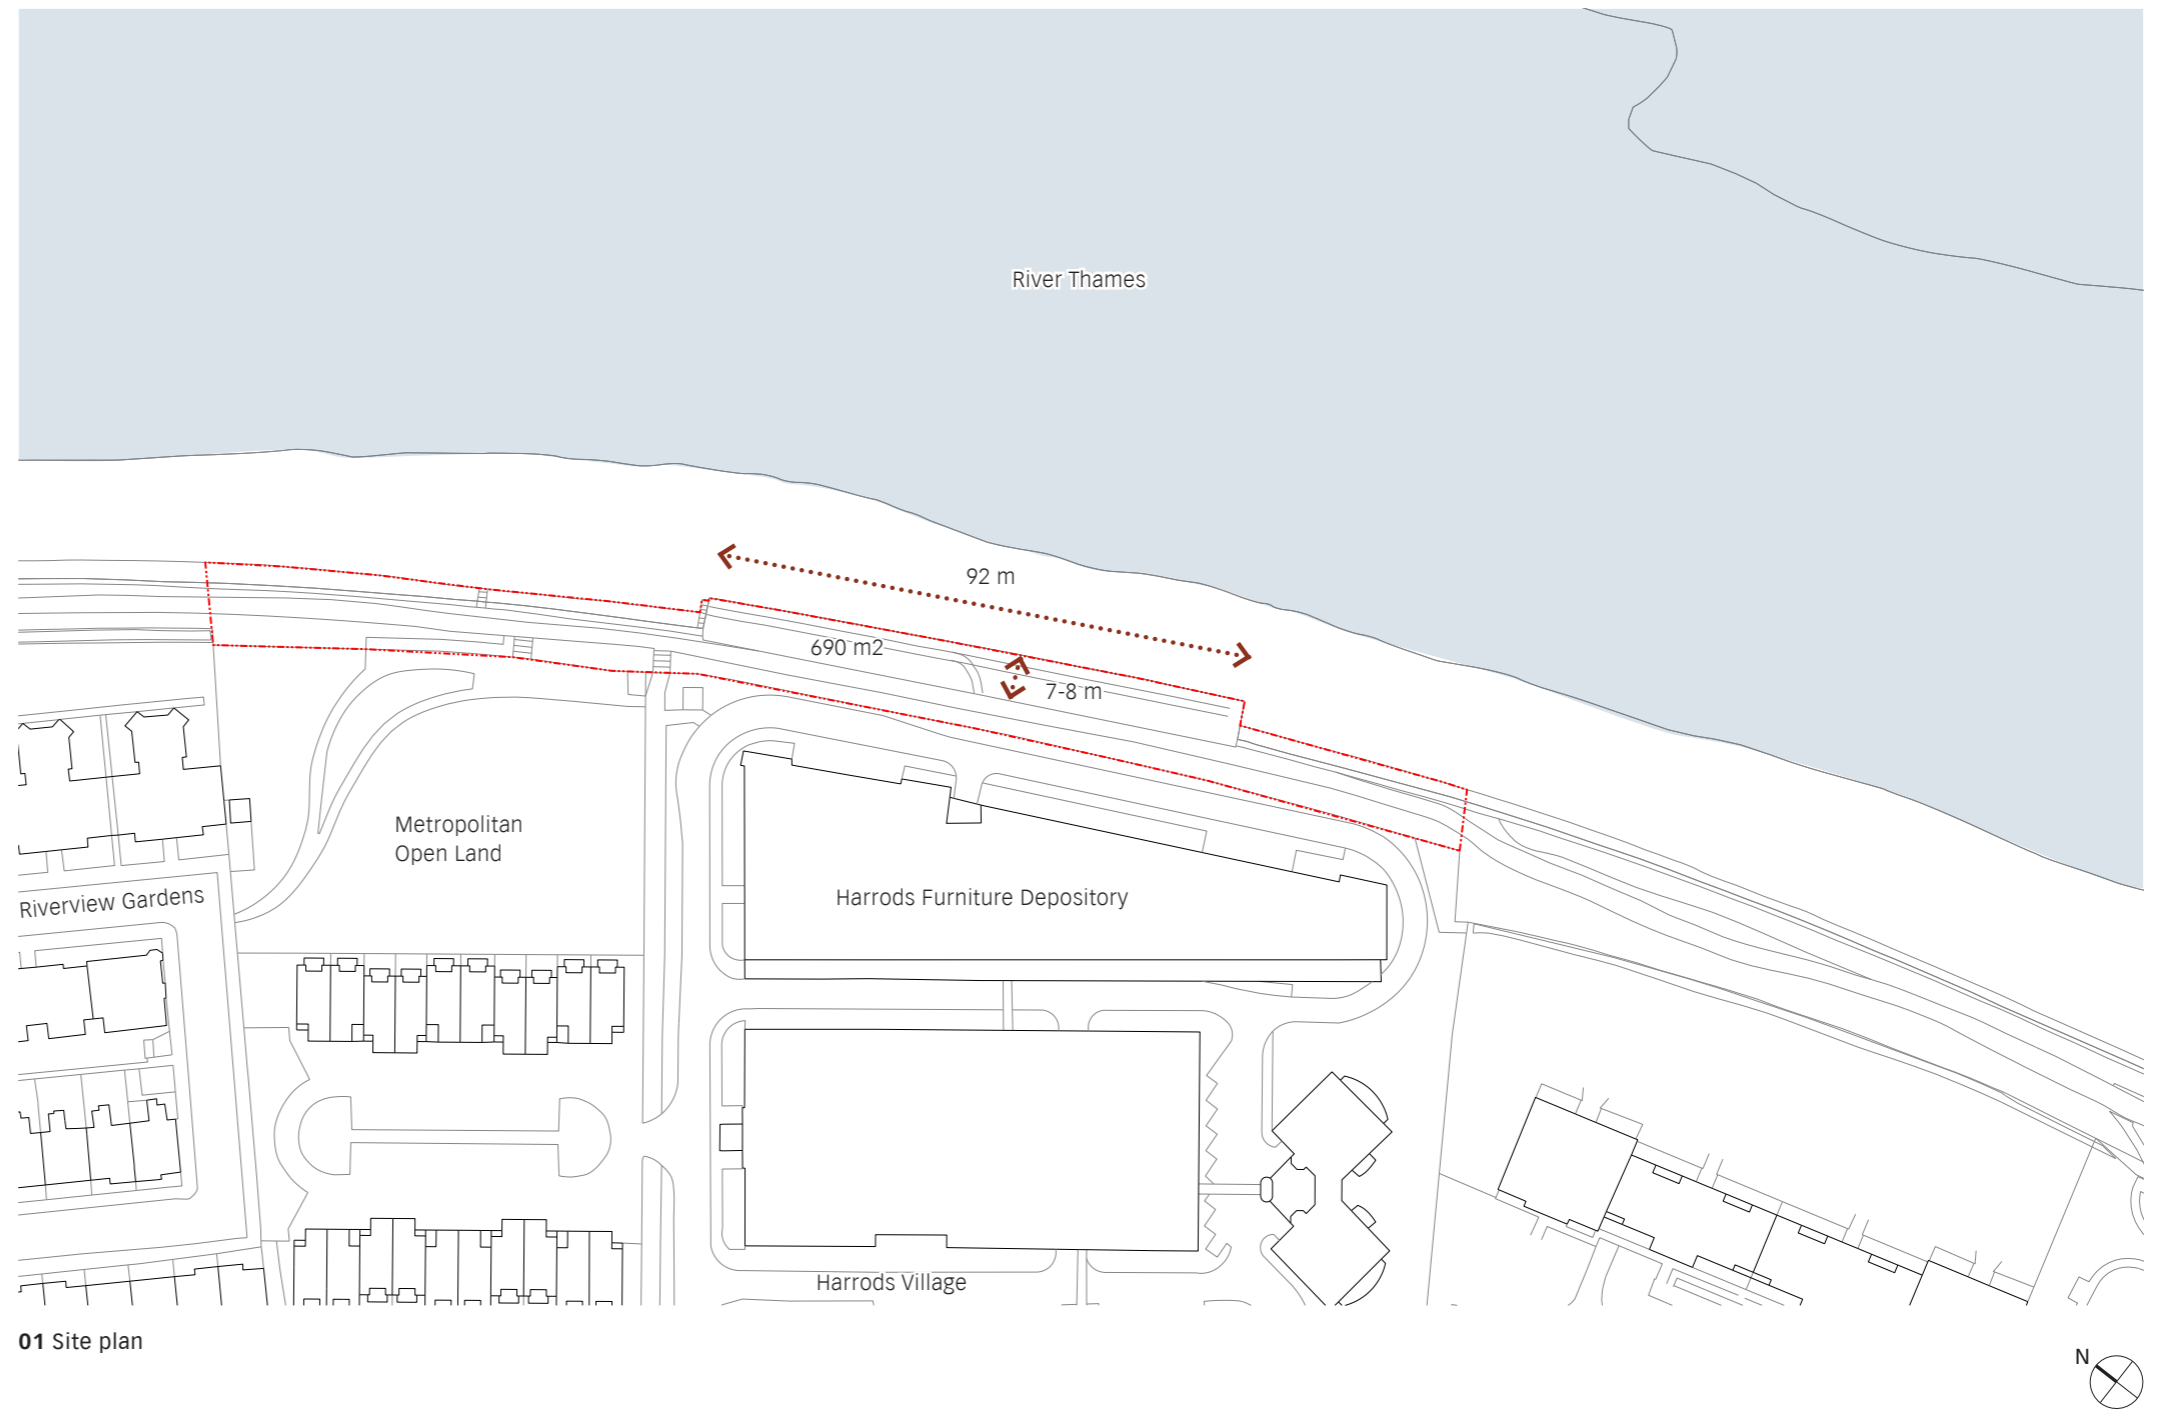 River Thames
92 m
690 m2
7-8 m
Metropolitan
Open Land
Riverview Gardens
Harrods Furniture Depository
Harrods Village
01 Site plan
N